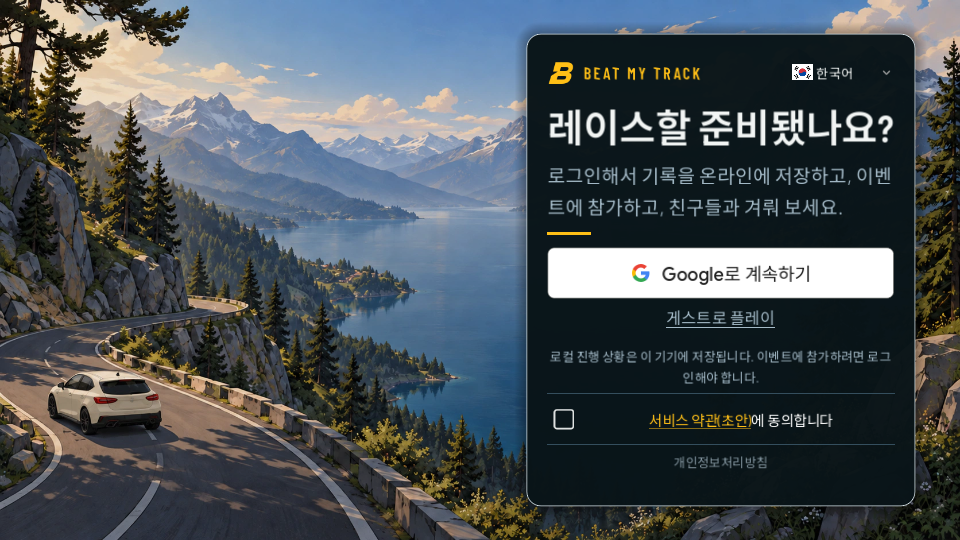 BEAT MY TRACK
한국어
레이스할 준비됐나요?
로그인해서 기록을 온라인에 저장하고, 이벤
트에 참가하고, 친구들과 겨뤄 보세요.
Google로 계속하기
게스트로 플레이
로컬 진행 상황은 이 기기에 저장됩니다. 이벤트에 참가하려면 로그
인해야 합니다.
서비스 약관(초안)에 동의합니다
개인정보처리방침